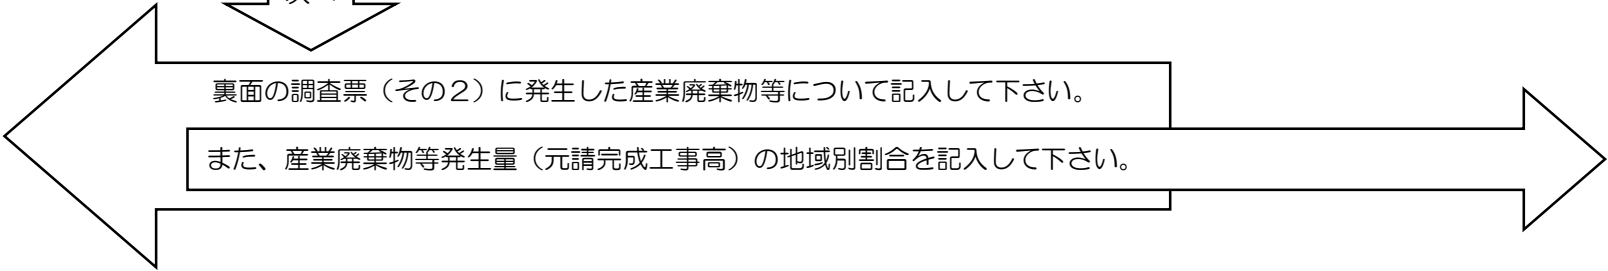 裏面の調査票（その２）に発生した産業廃棄物等について記入して下さい。
また、産業廃棄物等発生量（元請完成工事高）の地域別割合を記入して下さい。